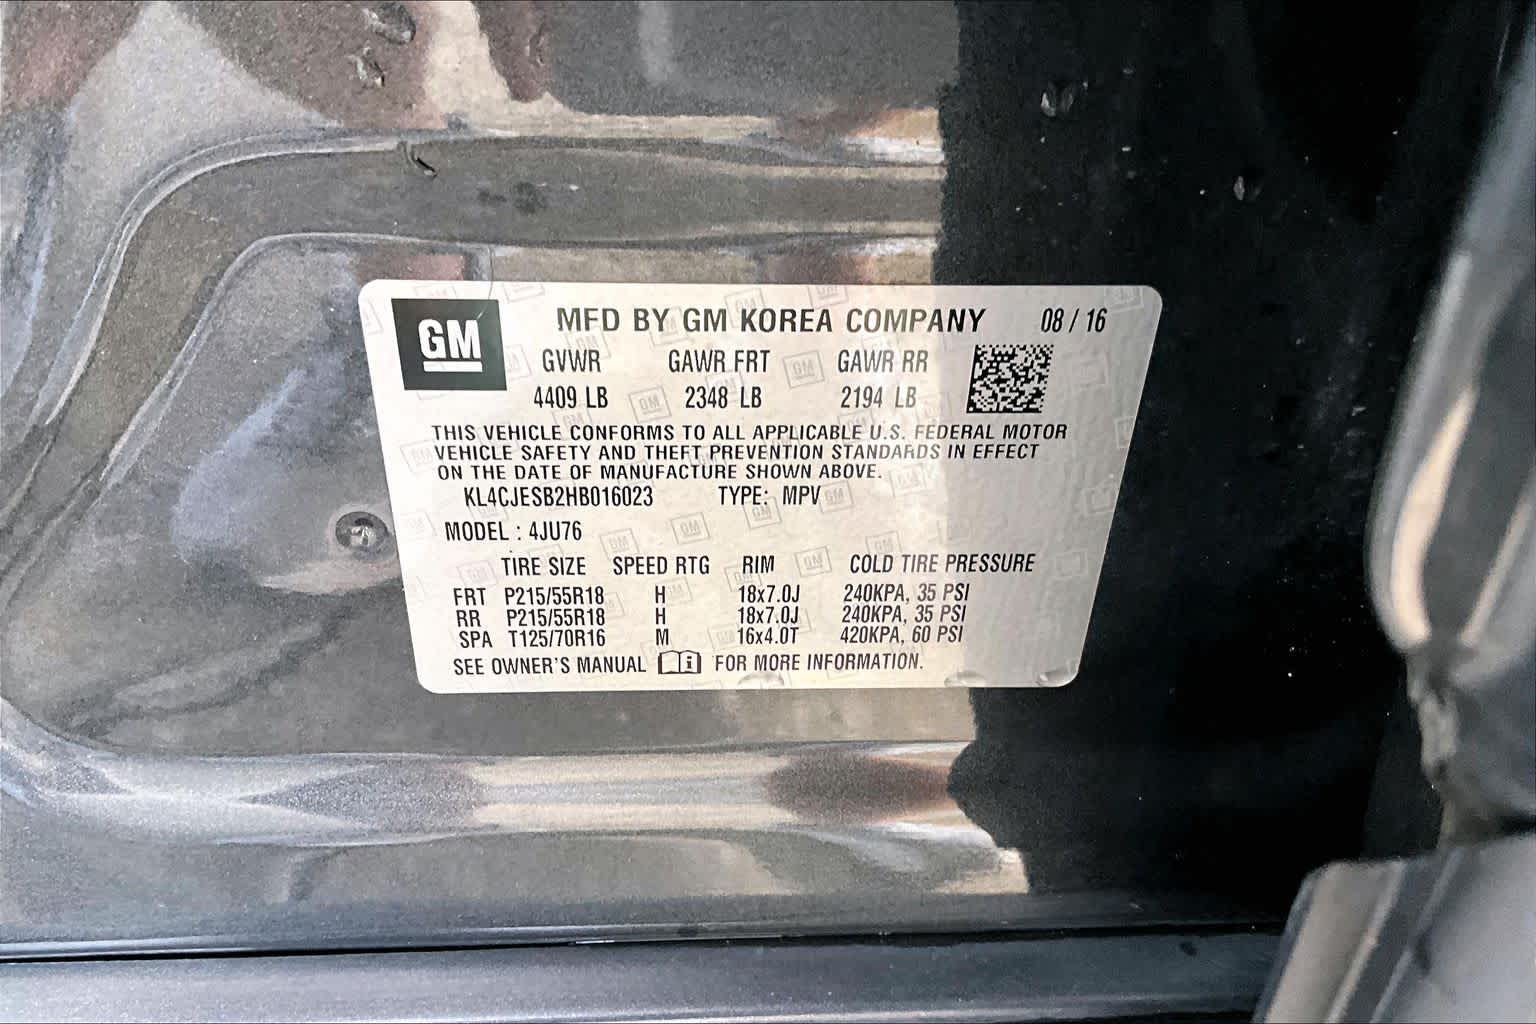 GM MFD BY GM KOREA COMPANY 08 / 16
GVWR GAWR FRT GAWR RR
4409 LB 2348 LB 2194 LB
THIS VEHICLE CONFORMS TO ALL APPLICABLE U.S. FEDERAL MOTOR
VEHICLE SAFETY AND THEFT PREVENTION STANDARDS IN EFFECT
ON THE DATE OF MANUFACTURE SHOWN ABOVE.
KL4CJESB2HB016023 TYPE: MPV
MODEL : 4JU76
TIRE SIZE SPEED RTG RIM COLD TIRE PRESSURE
FRT P215/55R18 H 18x7.0J 240KPA, 35 PSI
RR P215/55R18 H 18x7.0J 240KPA, 35 PSI
SPA T125/70R16 M 16x4.0T 420KPA, 60 PSI
SEE OWNER'S MANUAL i FOR MORE INFORMATION.